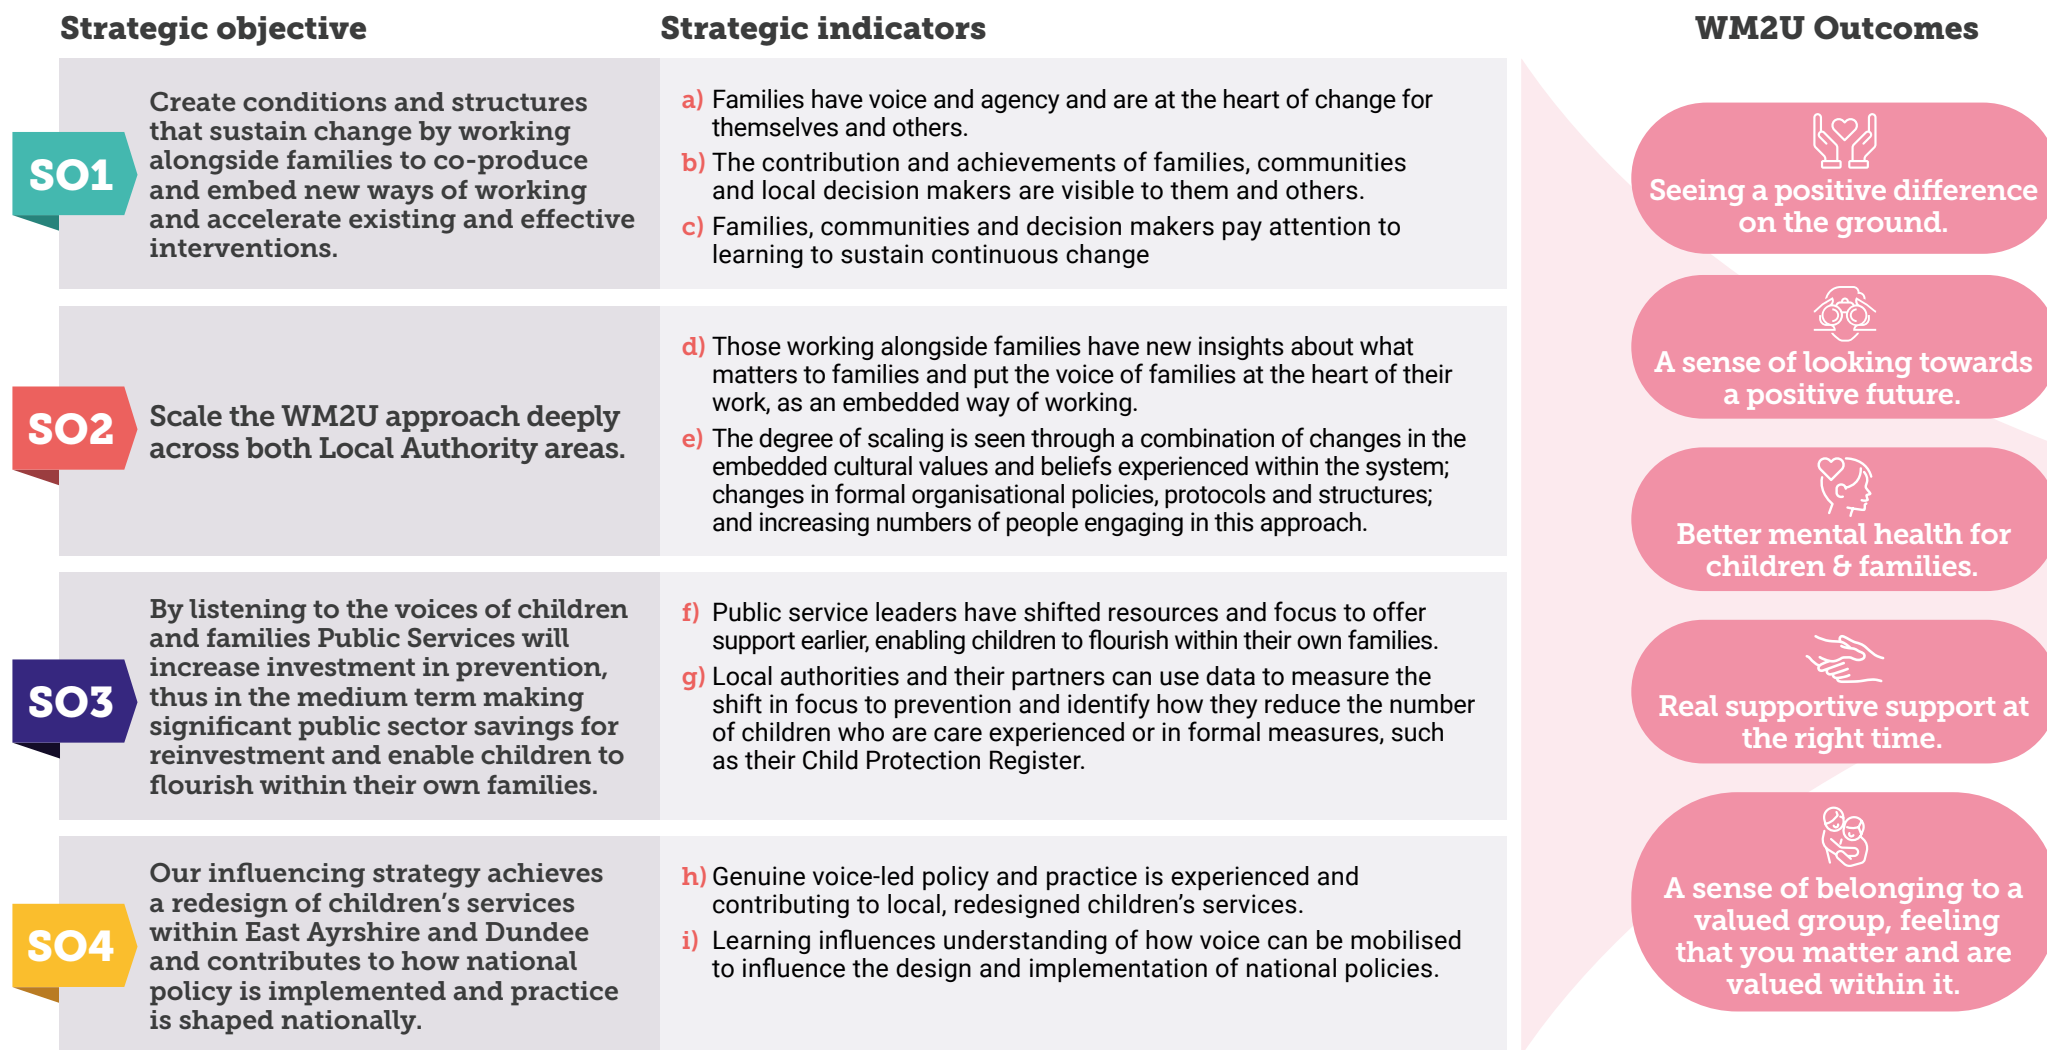 Strategic objective
Strategic indicators
WM2U Outcomes
SO1
Create conditions and structures
that sustain change by working
alongside families to co-produce
and embed new ways of working
and accelerate existing and effective
interventions.
a) Families have voice and agency and are at the heart of change for
themselves and others.
b) The contribution and achievements of families, communities
and local decision makers are visible to them and others.
c) Families, communities and decision makers pay attention to
learning to sustain continuous change
SO2
Scale the WM2U approach deeply
across both Local Authority areas.
d) Those working alongside families have new insights about what
matters to families and put the voice of families at the heart of their
work, as an embedded way of working.
e) The degree of scaling is seen through a combination of changes in the
embedded cultural values and beliefs experienced within the system;
changes in formal organisational policies, protocols and structures;
and increasing numbers of people engaging in this approach.
SO3
By listening to the voices of children
and families Public Services will
increase investment in prevention,
thus in the medium term making
significant public sector savings for
reinvestment and enable children to
flourish within their own families.
f) Public service leaders have shifted resources and focus to offer
support earlier, enabling children to flourish within their own families.
g) Local authorities and their partners can use data to measure the
shift in focus to prevention and identify how they reduce the number
of children who are care experienced or in formal measures, such
as their Child Protection Register.
SO4
Our influencing strategy achieves
a redesign of children's services
within East Ayrshire and Dundee
and contributes to how national
policy is implemented and practice
is shaped nationally.
h) Genuine voice-led policy and practice is experienced and
contributing to local, redesigned children's services.
i) Learning influences understanding of how voice can be mobilised
to influence the design and implementation of national policies.
Seeing a positive difference
on the ground.
A sense of looking towards
a positive future.
Better mental health for
children & families.
Real supportive support at
the right time.
A sense of belonging to a
valued group, feeling
that you matter and are
valued within it.